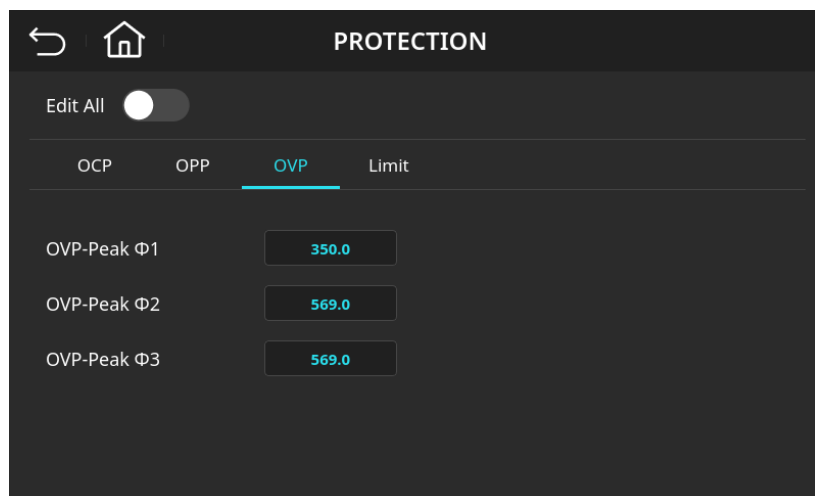 PROTECTION
Edit All
OCP OPP OVP Limit
OVP-Peak Φ1 350.0
OVP-Peak Φ2 569.0
OVP-Peak Φ3 569.0